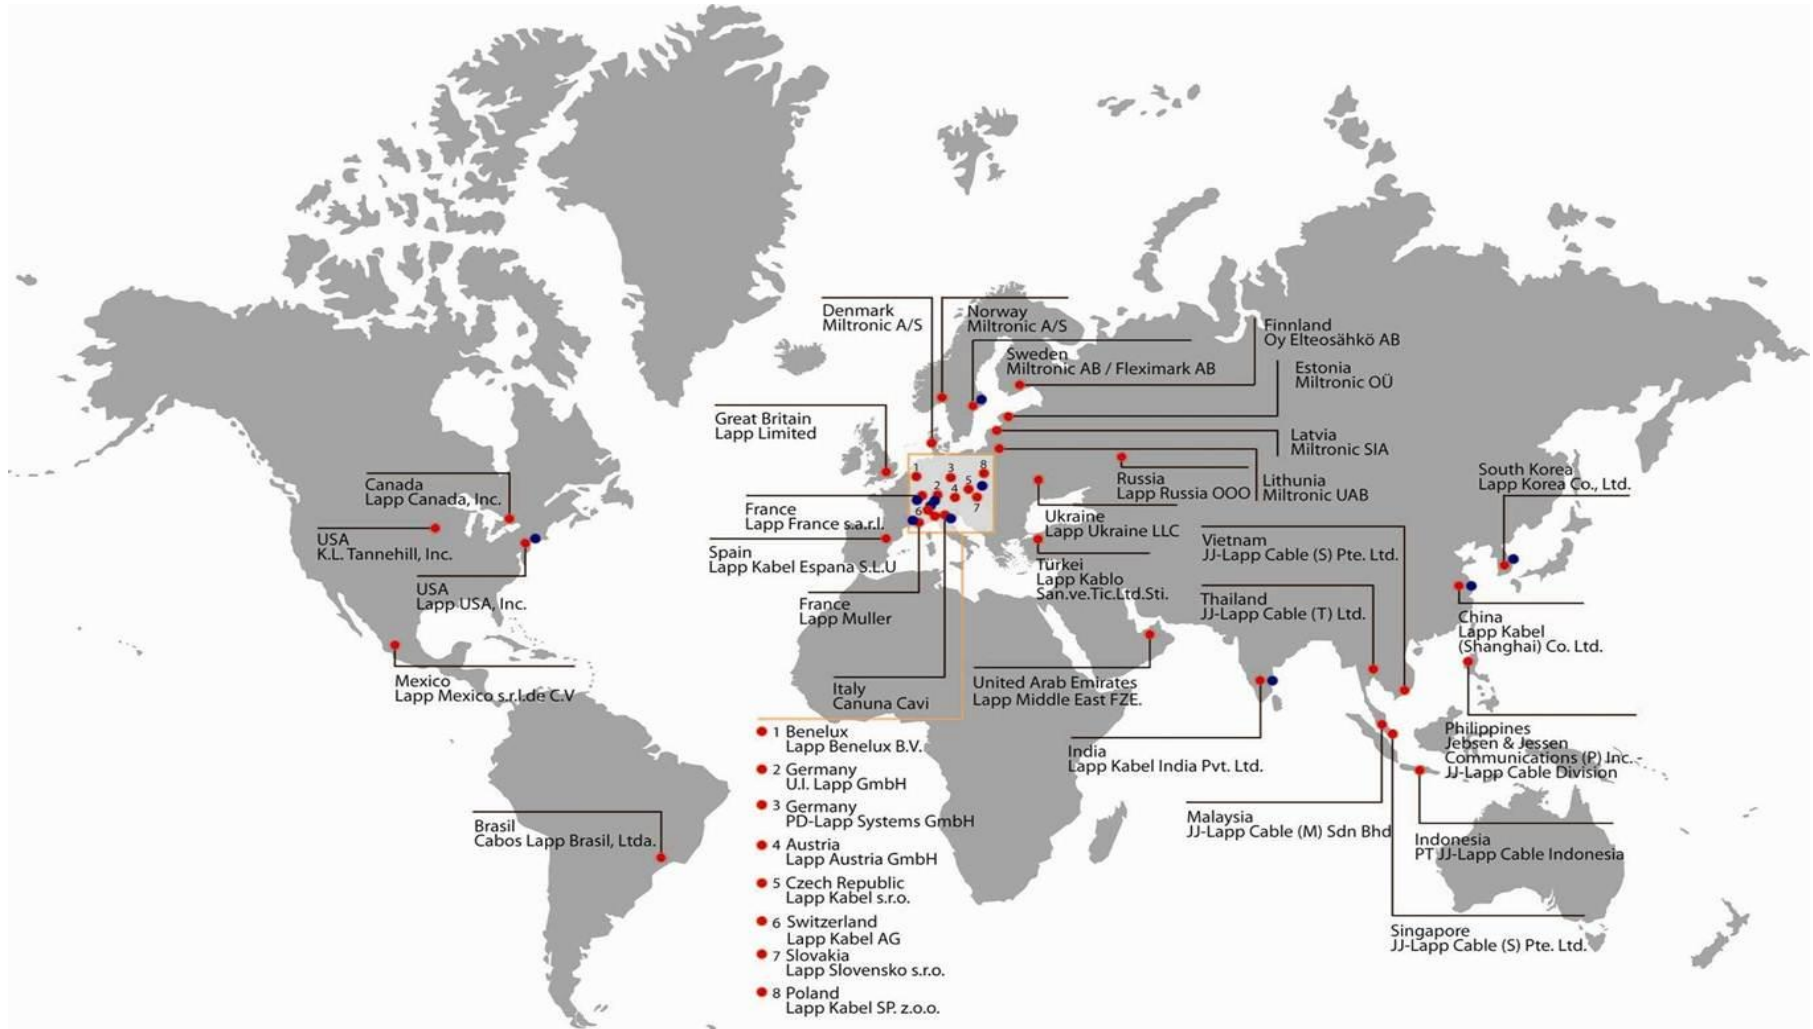 Denmark
Miltronic A/S
Norway
Miltronic A/S
Sweden
Miltronic AB / Fleximark AB
Finnland
Oy Elteosähkö AB
Estonia
Miltronic OÜ
Great Britain
Lapp Limited
Latvia
Miltronic SIA
Lithunia
Miltronic UAB
Russia
Lapp Russia OOO
South Korea
Lapp Korea Co., Ltd.
Canada
Lapp Canada, Inc.
USA
K.L. Tannehill, Inc.
USA
Lapp USA, Inc.
France
Lapp France s.a.r.l.
Spain
Lapp Kabel Espana S.L.U
France
Lapp Muller
Ukraine
Lapp Ukraine LLC
Türkei
Lapp Kablo
San.ve.Tic.Ltd.Sti.
Vietnam
JJ-Lapp Cable (S) Pte. Ltd.
Thailand
JJ-Lapp Cable (T) Ltd.
China
Lapp Kabel
(Shanghai) Co. Ltd.
1
2
3
4
5
6
7
8
Mexico
Lapp Mexico s.r.l.de C.V
Italy
Canuna Cavi
United Arab Emirates
Lapp Middle East FZE.
India
Lapp Kabel India Pvt. Ltd.
Philippines
Jebsen & Jessen
Communications (P) Inc.
JJ-Lapp Cable Division
Malaysia
JJ-Lapp Cable (M) Sdn Bhd
Indonesia
PT JJ-Lapp Cable Indonesia
Singapore
JJ-Lapp Cable (S) Pte. Ltd.
Brasil
Cabos Lapp Brasil, Ltda.
1 Benelux
Lapp Benelux B.V.
2 Germany
U.I. Lapp GmbH
3 Germany
PD-Lapp Systems GmbH
4 Austria
Lapp Austria GmbH
5 Czech Republic
Lapp Kabel s.r.o.
6 Switzerland
Lapp Kabel AG
7 Slovakia
Lapp Slovensko s.r.o.
8 Poland
Lapp Kabel SP. z.o.o.